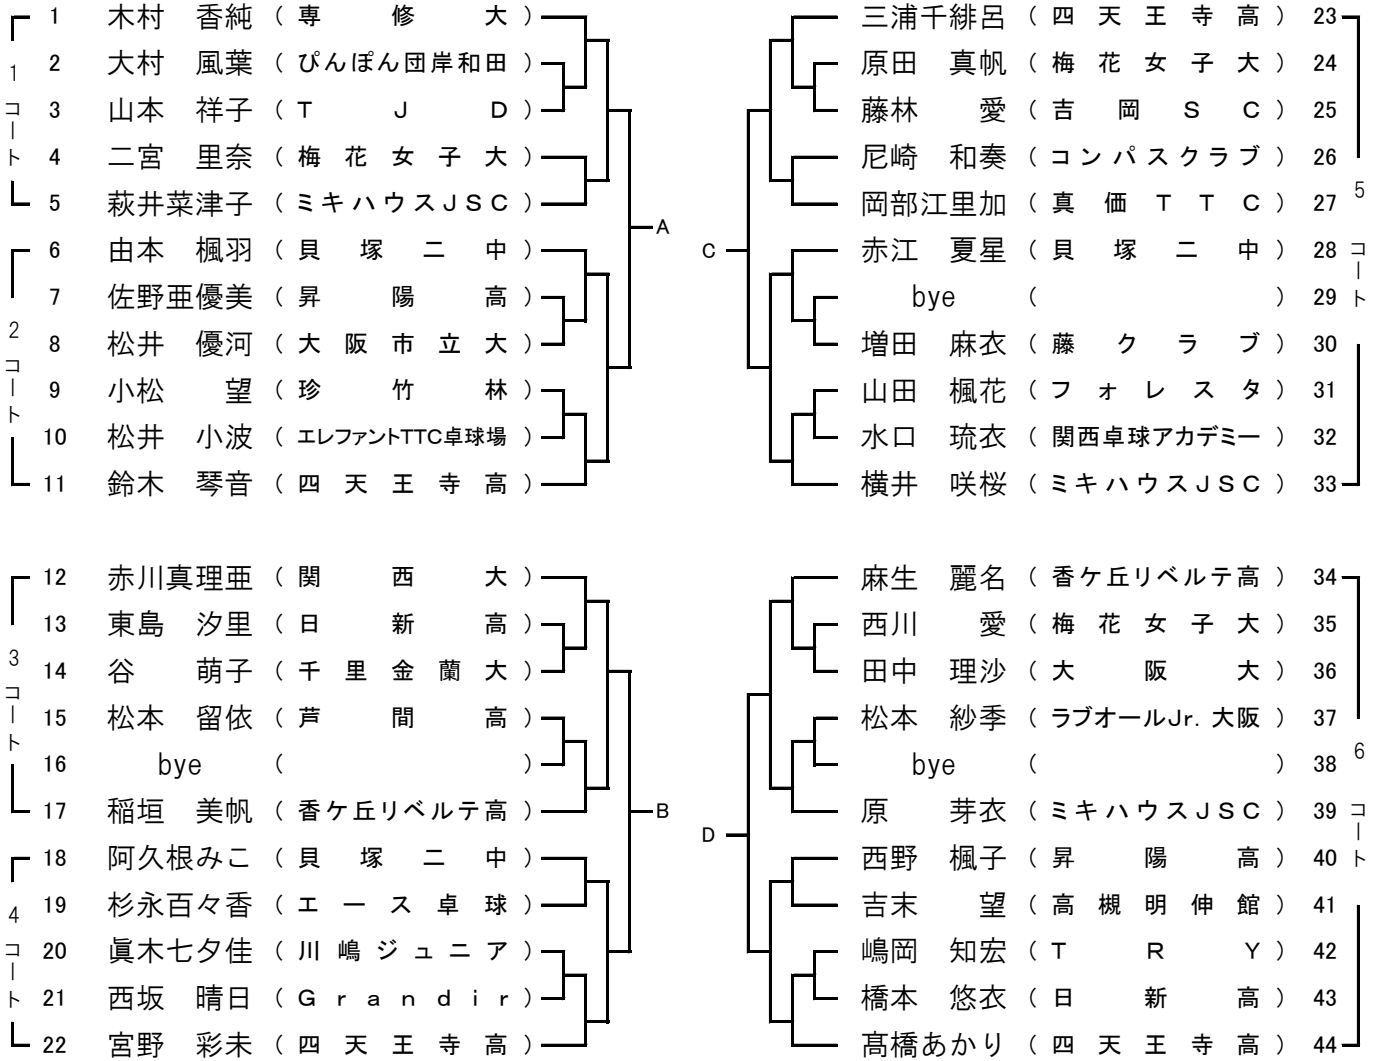 1 木村 香純 (専修大)
2 大村 風葉 (ぴんぽん団岸和田)
3 山本 祥子 (TJD)
4 二宮 里奈 (梅花女子大)
5 萩井菜津子 (ミキハウスJSC)
1コート
6 由本 楓羽 (貝塚二中)
7 佐野亜優美 (昇陽高)
8 松井 優河 (大阪市立大)
9 小松 望 (珍竹林)
10 松井 小波 (エレファントTTC卓球場)
11 鈴木 琴音 (四天王寺高)
2コート
A
12 赤川真理亜 (関西大)
13 東島 汐里 (日新高)
14 谷 萌子 (千里金蘭大)
15 松本 留依 (芦間高)
16 bye ( )
17 稲垣 美帆 (香ケ丘リベルテ高)
3コート
18 阿久根みこ (貝塚二中)
19 杉永百々香 (エース卓球)
20 眞木七夕佳 (川嶋ジュニア)
21 西坂 晴日 (Grandir)
22 宮野 彩未 (四天王寺高)
4コート
B
三浦千緋呂 (四天王寺高) 23
原田 真帆 (梅花女子大) 24
藤林 愛 (吉岡SC) 25
尼崎 和奏 (コンパスクラブ) 26
岡部江里加 (真価TTC) 27
赤江 夏星 (貝塚二中) 28
bye ( ) 29
増田 麻衣 (藤クラブ) 30
山田 楓花 (フォレスタ) 31
水口 琉衣 (関西卓球アカデミー) 32
横井 咲桜 (ミキハウスJSC) 33
5コート
C
麻生 麗名 (香ケ丘リベルテ高) 34
西川 愛 (梅花女子大) 35
田中 理沙 (大阪大) 36
松本 紗季 (ラブオールJr.大阪) 37
bye ( ) 38
原 芽衣 (ミキハウスJSC) 39
西野 楓子 (昇陽高) 40
吉末 望 (高槻明伸館) 41
嶋岡 知宏 (TRY) 42
橋本 悠衣 (日新高) 43
髙橋あかり (四天王寺高) 44
6コート
D